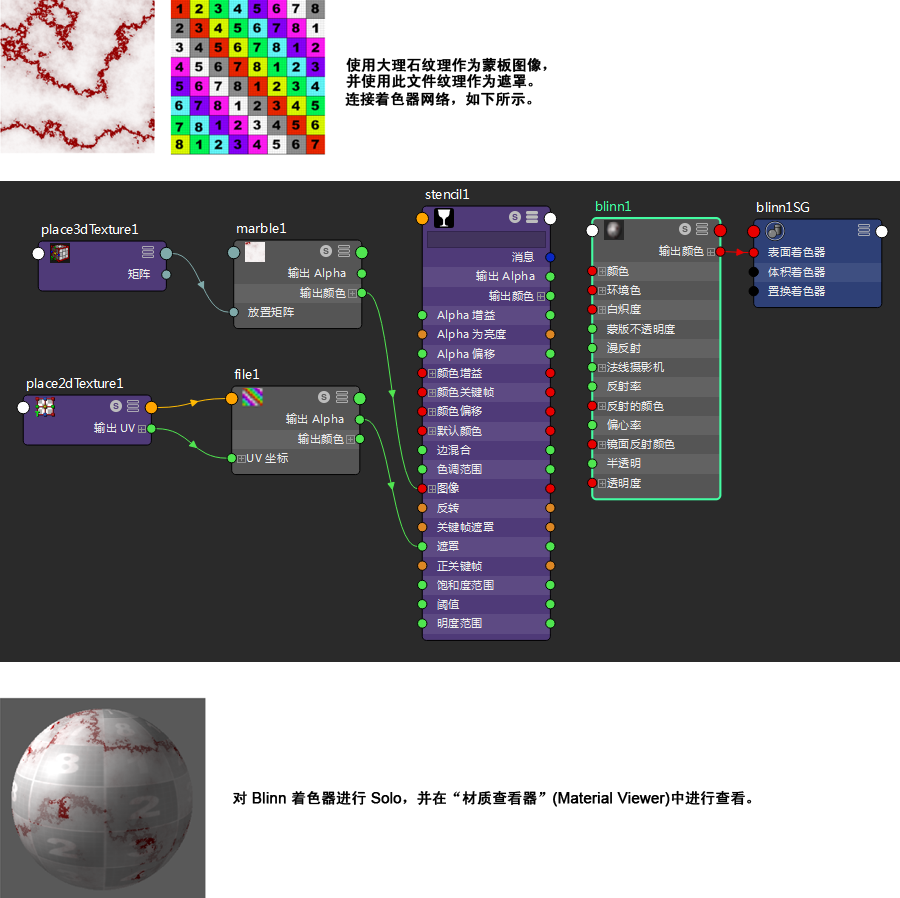 1 2 3 4 5 6 7 8
2 3 4 5 6 7 8 1
3 4 5 6 7 8 1 2
4 5 6 7 8 1 2 3
5 6 7 8 1 2 3 4
6 7 8 1 2 3 4 5
7 8 1 2 3 4 5 6
8 1 2 3 4 5 6 7
使用大理石纹理作为蒙板图像，
并使用此文件纹理作为遮罩。
连接着色器网络，如下所示。
place3dTexture1
矩阵
marble1
S
输出 Alpha
输出颜色
放置矩阵
place2dTexture1
S
输出 UV
file1
S
输出 Alpha
输出颜色
UV 坐标
stencil1
S
消息
输出 Alpha
输出颜色
Alpha 增益
Alpha 为亮度
Alpha 偏移
颜色增益
颜色关键帧
颜色偏移
默认颜色
边混合
色调范围
图像
反转
关键帧遮罩
遮罩
正关键帧
饱和度范围
阈值
明度范围
blinn1
S
输出颜色
颜色
环境色
白炽度
蒙版不透明度
漫反射
法线摄影机
反射率
反射的颜色
偏心率
镜面反射颜色
半透明
透明度
blinn1SG
表面着色器
体积着色器
置换着色器
8
2
2
对 Blinn 着色器进行 Solo，并在“材质查看器”(Material Viewer)中进行查看。